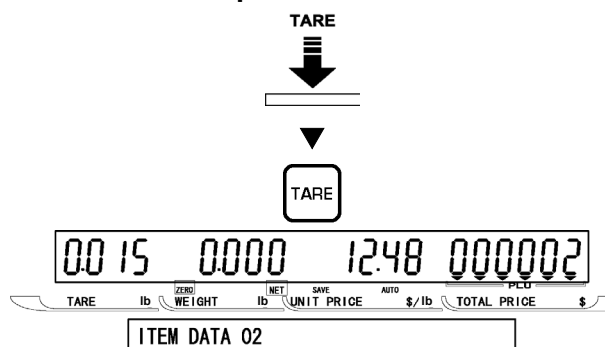 TARE
TARE
0.015 0.000 12.48 000002
ZERO NET SAVE AUTO PLU
TARE lb WEIGHT lb UNIT PRICE $/lb TOTAL PRICE $
ITEM DATA 02